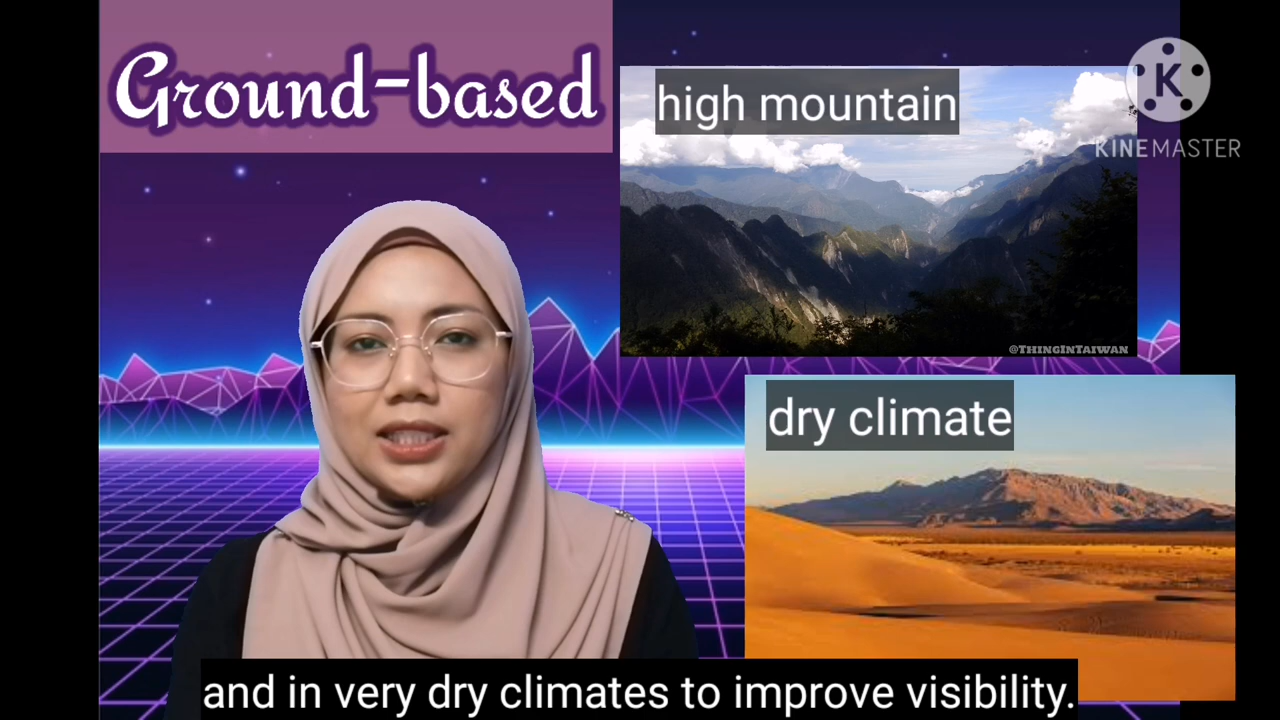 Ground-based
high mountain
K
KINEMASTER
@THINGINTAIWAN
dry climate
and in very dry climates to improve visibility.